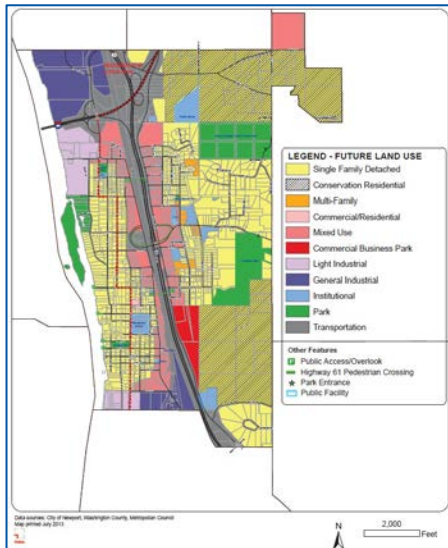 LEGEND - FUTURE LAND USE
Single Family Detached
Conservation Residential
Multi-Family
Commercial/Residential
Mixed Use
Commercial Business Park
Light Industrial
General Industrial
Institutional
Park
Transportation
Other Features
Public Access/Overlook
Highway 61 Pedestrian Crossing
Park Entrance
Public Facility
Data sources: City of Newport, Washington County, Metropolitan Council
Map printed July 2013
N
2,000
Feet